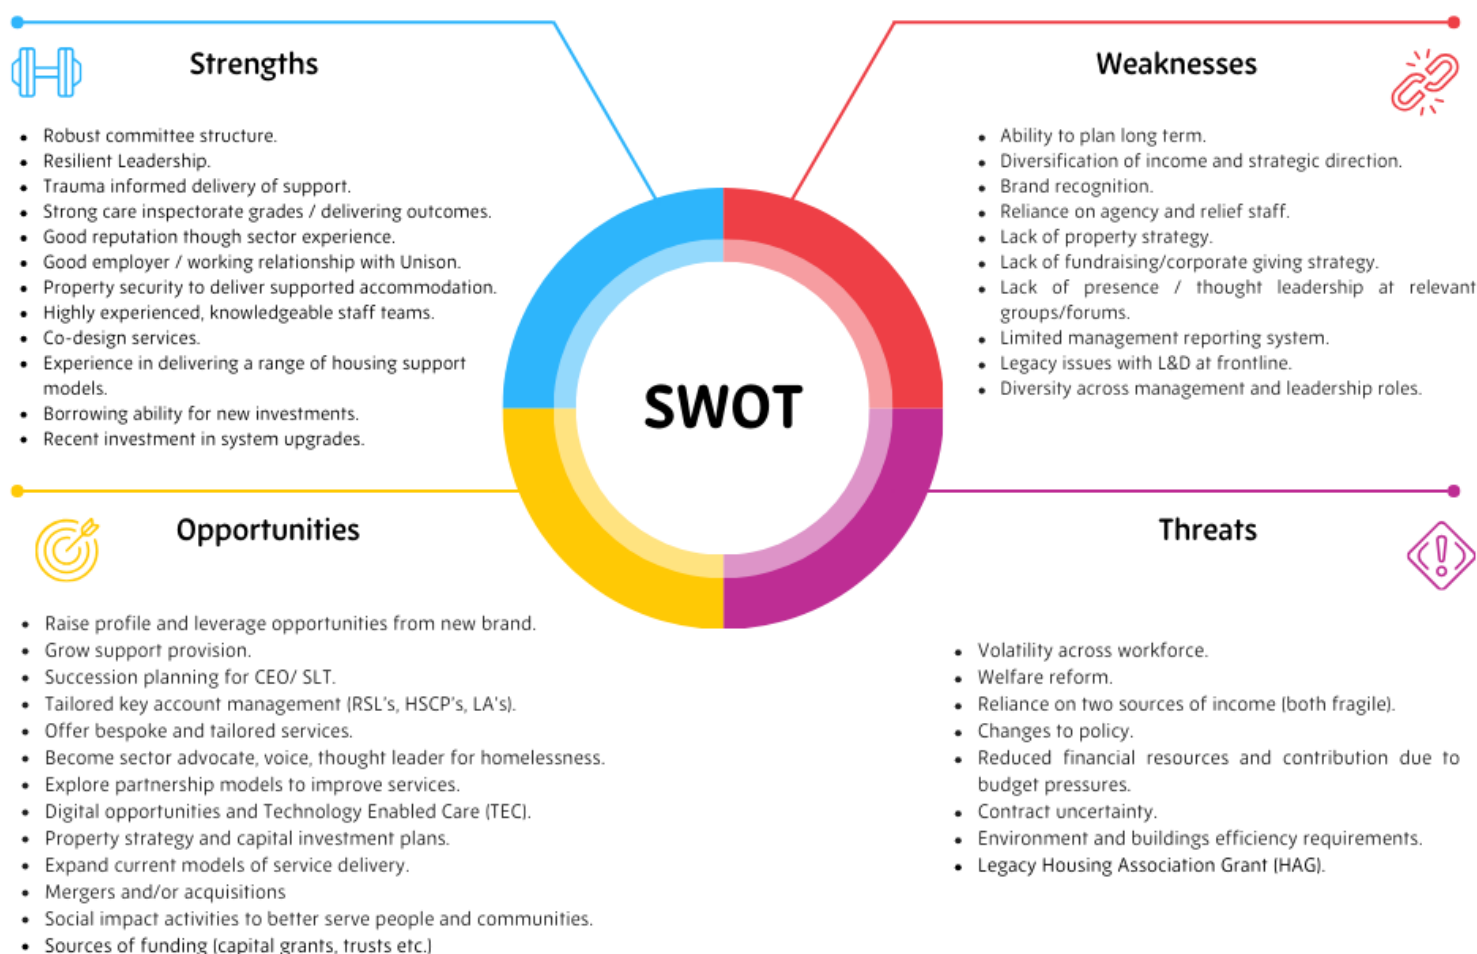 Strengths
• Robust committee structure.
• Resilient Leadership.
• Trauma informed delivery of support.
• Strong care inspectorate grades / delivering outcomes.
• Good reputation though sector experience.
• Good employer / working relationship with Unison.
• Property security to deliver supported accommodation.
• Highly experienced, knowledgeable staff teams.
• Co-design services.
• Experience in delivering a range of housing support
models.
• Borrowing ability for new investments.
• Recent investment in system upgrades.
Weaknesses
• Ability to plan long term.
• Diversification of income and strategic direction.
• Brand recognition.
• Reliance on agency and relief staff.
• Lack of property strategy.
• Lack of fundraising/corporate giving strategy.
• Lack of presence / thought leadership at relevant
groups/forums.
• Limited management reporting system.
• Legacy issues with L&D at frontline.
• Diversity across management and leadership roles.
SWOT
Opportunities
• Raise profile and leverage opportunities from new brand.
• Grow support provision.
• Succession planning for CEO/ SLT.
• Tailored key account management (RSL's, HSCP's, LA's).
• Offer bespoke and tailored services.
• Become sector advocate, voice, thought leader for homelessness.
• Explore partnership models to improve services.
• Digital opportunities and Technology Enabled Care (TEC).
• Property strategy and capital investment plans.
• Expand current models of service delivery.
• Mergers and/or acquisitions
• Social impact activities to better serve people and communities.
• Sources of funding (capital grants, trusts etc.)
Threats
• Volatility across workforce.
• Welfare reform.
• Reliance on two sources of income (both fragile).
• Changes to policy.
• Reduced financial resources and contribution due to
budget pressures.
• Contract uncertainty.
• Environment and buildings efficiency requirements.
• Legacy Housing Association Grant (HAG).